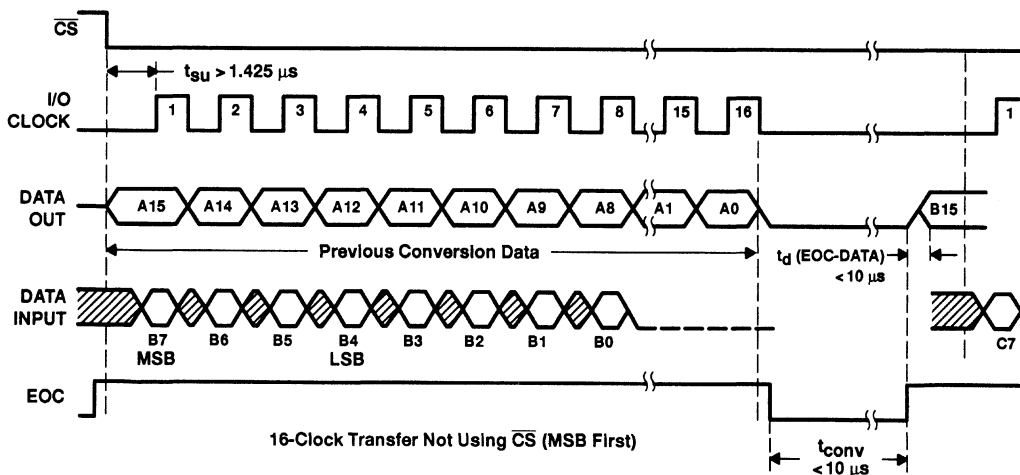 CS
tsu > 1.425 μs
I/O
CLOCK
1 2 3 4 5 6 7 8 15 16 1
DATA
OUT
A15 A14 A13 A12 A11 A10 A9 A8 A1 A0 B15
Previous Conversion Data
td (EOC-DATA)
< 10 μs
DATA
INPUT
B7 B6 B5 B4 B3 B2 B1 B0 C7
MSB LSB
EOC
16-Clock Transfer Not Using CS (MSB First)
tconv
< 10 μs